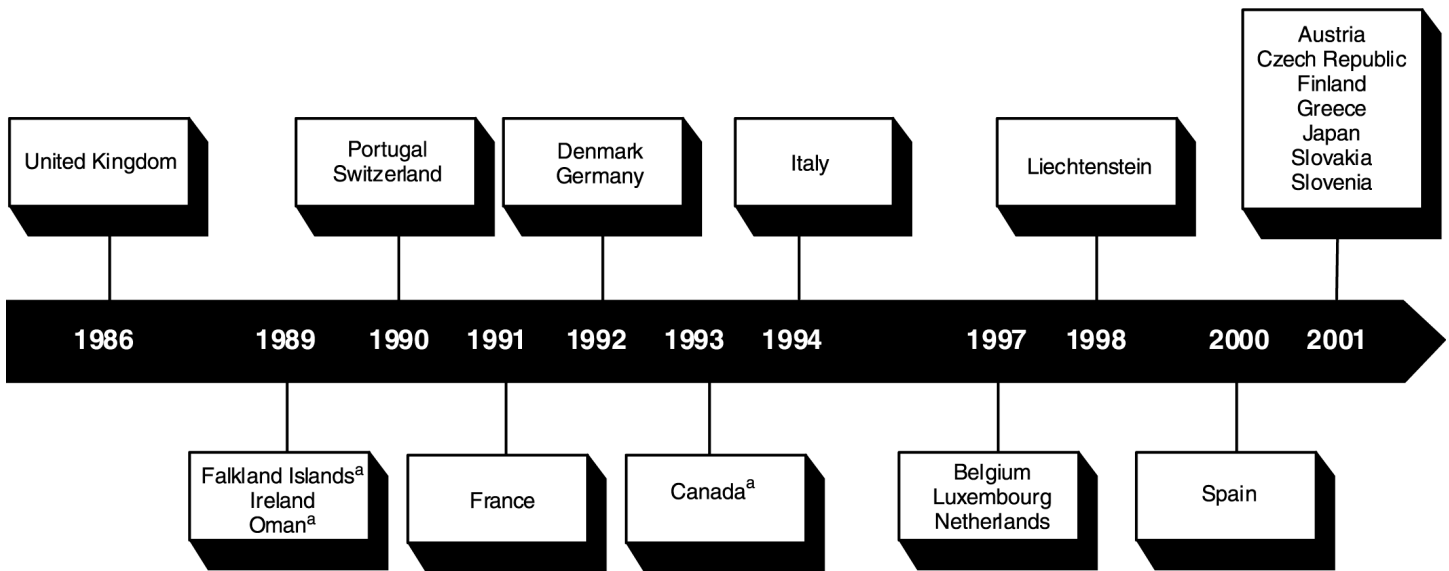 United Kingdom
Portugal
Switzerland
Denmark
Germany
Italy
Liechtenstein
Austria
Czech Republic
Finland
Greece
Japan
Slovakia
Slovenia
1986 1989 1990 1991 1992 1993 1994 1997 1998 2000 2001
Falkland Islandsᵃ
Ireland
Omanᵃ
France
Canadaᵃ
Belgium
Luxembourg
Netherlands
Spain